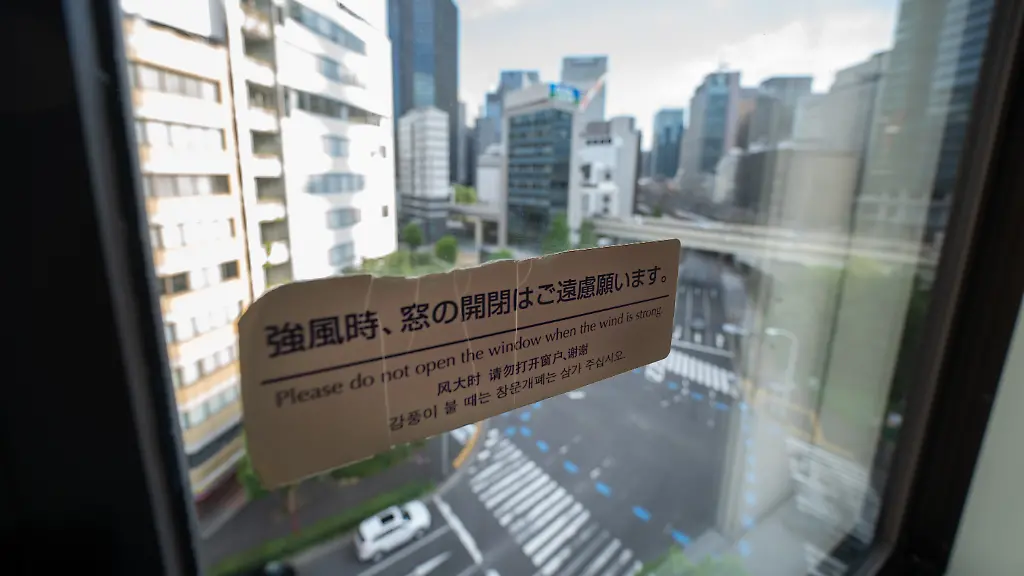 強風時、窓の開閉はご遠慮願います。
Please do not open the window when the wind is strong.
风大时 请勿打开窗户､谢谢
감풍이 불 때는 창문개폐는 삼가 주십시오.